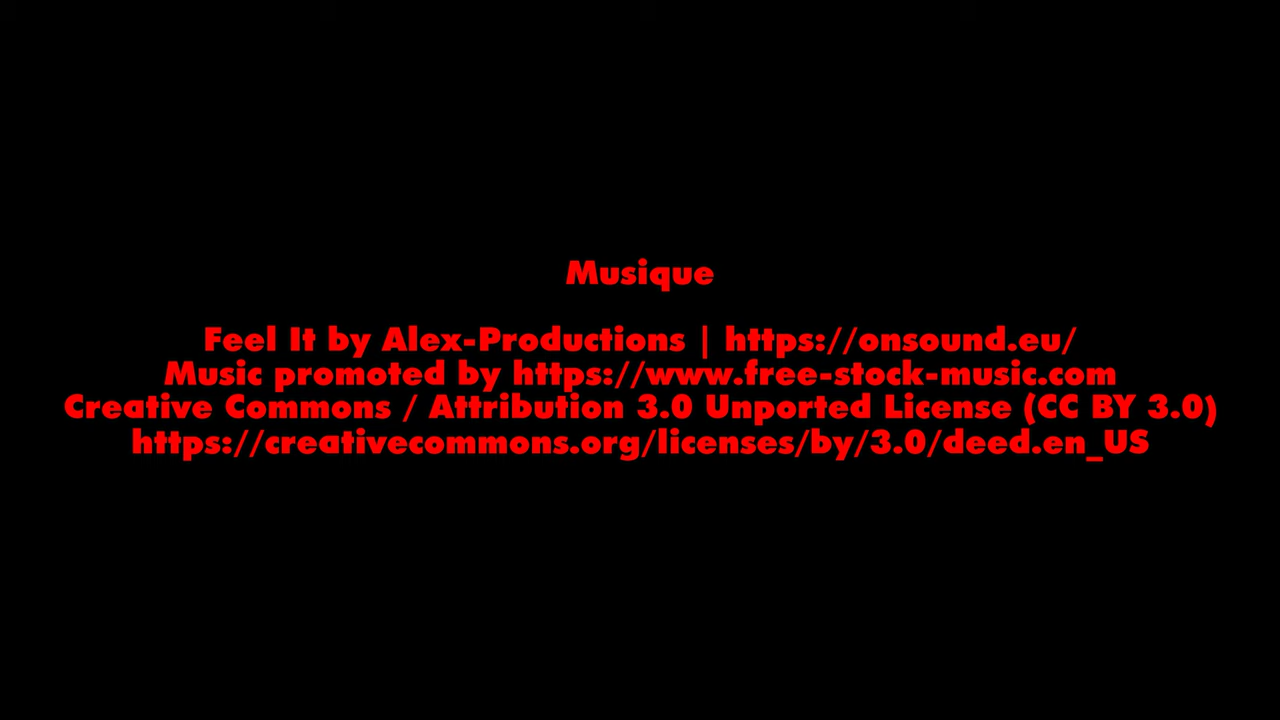 Musique
Feel It by Alex-Productions | https://onsound.eu/
Music promoted by https://www.free-stock-music.com
Creative Commons / Attribution 3.0 Unported License (CC BY 3.0)
https://creativecommons.org/licenses/by/3.0/deed.en_US